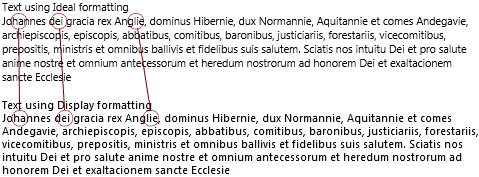 Text using Ideal formatting
Johannes dei gracia rex Anglie, dominus Hibernie, dux Normannie, Aquitannie et comes Andegavie,
archiepiscopis, episcopis, abbatibus, comitibus, baronibus, justiciariis, forestariis, vicecomitibus,
prepositis, ministris et omnibus ballivis et fidelibus suis salutem. Sciatis nos intuitu Dei et pro salute
anime nostre et omnium antecessorum et heredum nostrorum ad honorem Dei et exaltacionem
sancte Ecclesie
Text using Display formatting
Johannes dei gracia rex Anglie, dominus Hibernie, dux Normannie, Aquitannie et comes
Andegavie, archiepiscopis, episcopis, abbatibus, comitibus, baronibus, justiciariis, forestariis,
vicecomitibus, prepositis, ministris et omnibus ballivis et fidelibus suis salutem. Sciatis nos
intuitu Dei et pro salute anime nostre et omnium antecessorum et heredum nostrorum ad
honorem Dei et exaltacionem sancte Ecclesie